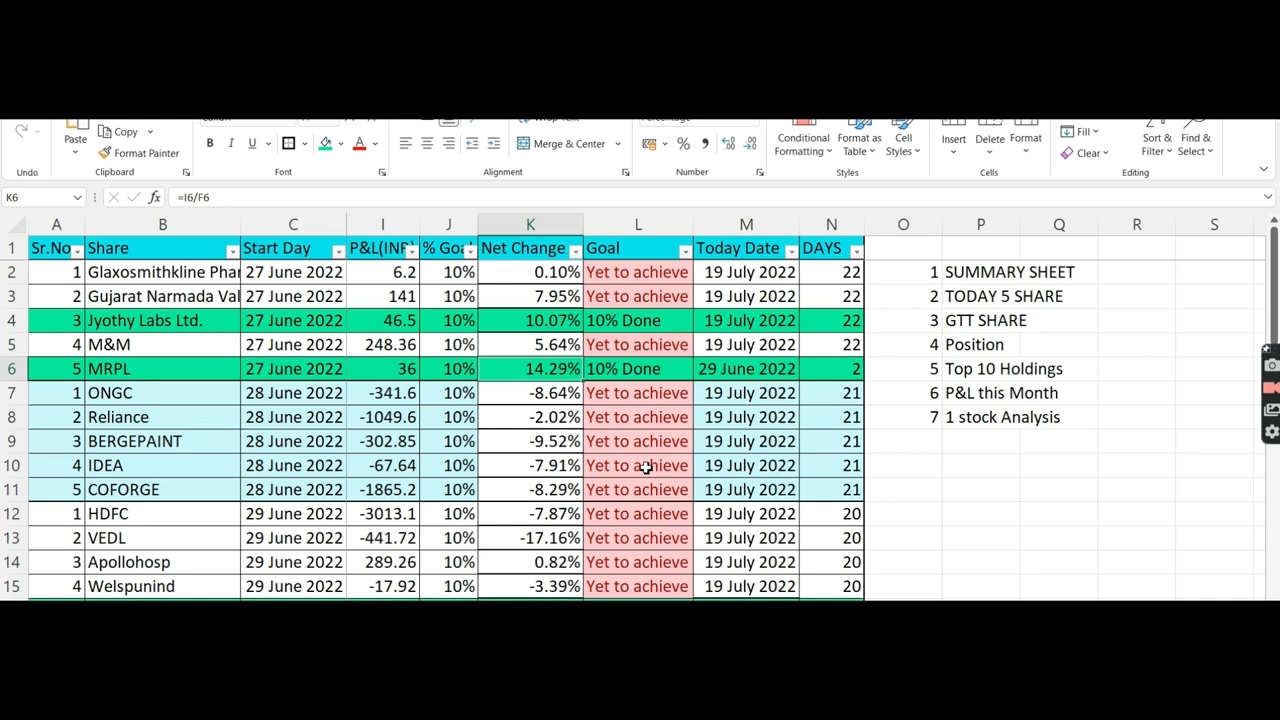 Paste
Copy
Format Painter
B I U A
Merge & Center
% 9
Conditional Formatting
Format as Table
Cell Styles
Insert Delete Format
Fill
Clear
Sort & Filter
Find & Select
Undo Clipboard Font Alignment Number Styles Cells Editing
K6 fx =I6/F6
A B C I J K L M N O P Q R S
1 Sr.No Share Start Day P&L(INR) % Goa Net Change Goal Today Date DAYS
2 1 Glaxosmithkline Phar 27 June 2022 6.2 10% 0.10% Yet to achieve 19 July 2022 22 1 SUMMARY SHEET
3 2 Gujarat Narmada Val 27 June 2022 141 10% 7.95% Yet to achieve 19 July 2022 22 2 TODAY 5 SHARE
4 3 Jyothy Labs Ltd. 27 June 2022 46.5 10% 10.07% 10% Done 19 July 2022 22 3 GTT SHARE
5 4 M&M 27 June 2022 248.36 10% 5.64% Yet to achieve 19 July 2022 22 4 Position
6 5 MRPL 27 June 2022 36 10% 14.29% 10% Done 29 June 2022 2 5 Top 10 Holdings
7 1 ONGC 28 June 2022 -341.6 10% -8.64% Yet to achieve 19 July 2022 21 6 P&L this Month
8 2 Reliance 28 June 2022 -1049.6 10% -2.02% Yet to achieve 19 July 2022 21 7 1 stock Analysis
9 3 BERGEPAINT 28 June 2022 -302.85 10% -9.52% Yet to achieve 19 July 2022 21
10 4 IDEA 28 June 2022 -67.64 10% -7.91% Yet to achieve 19 July 2022 21
11 5 COFORGE 28 June 2022 -1865.2 10% -8.29% Yet to achieve 19 July 2022 21
12 1 HDFC 29 June 2022 -3013.1 10% -7.87% Yet to achieve 19 July 2022 20
13 2 VEDL 29 June 2022 -441.72 10% -17.16% Yet to achieve 19 July 2022 20
14 3 Apollohosp 29 June 2022 289.26 10% 0.82% Yet to achieve 19 July 2022 20
15 4 Welspunind 29 June 2022 -17.92 10% -3.39% Yet to achieve 19 July 2022 20